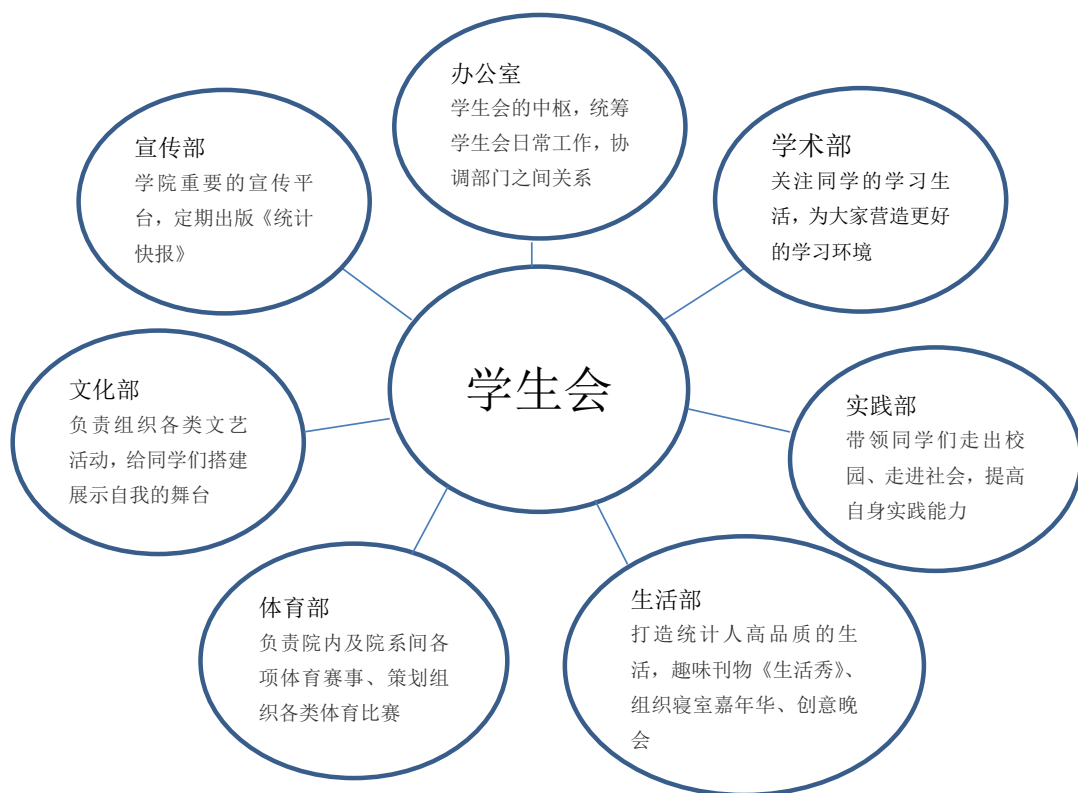 办公室
学生会的中枢，统筹
学生会日常工作，协
调部门之间关系
宣传部
学院重要的宣传平
台，定期出版《统计
快报》
学术部
关注同学的学习生
活，为大家营造更好
的学习环境
学生会
文化部
负责组织各类文艺
活动，给同学们搭建
展示自我的舞台
实践部
带领同学们走出校
园、走进社会，提高
自身实践能力
体育部
负责院内及院系间各
项体育赛事、策划组
织各类体育比赛
生活部
打造统计人高品质的生
活，趣味刊物《生活秀》、
组织寝室嘉年华、创意晚
会